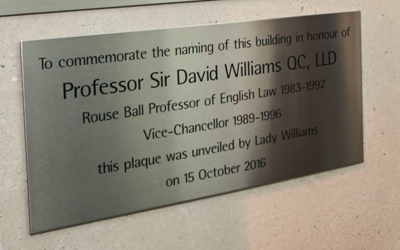 To commemorate the naming of this building in honour of
Professor Sir David Williams QC, LLD
Rouse Ball Professor of English Law 1983-1992
Vice-Chancellor 1989-1996
this plaque was unveiled by Lady Williams
on 15 October 2016